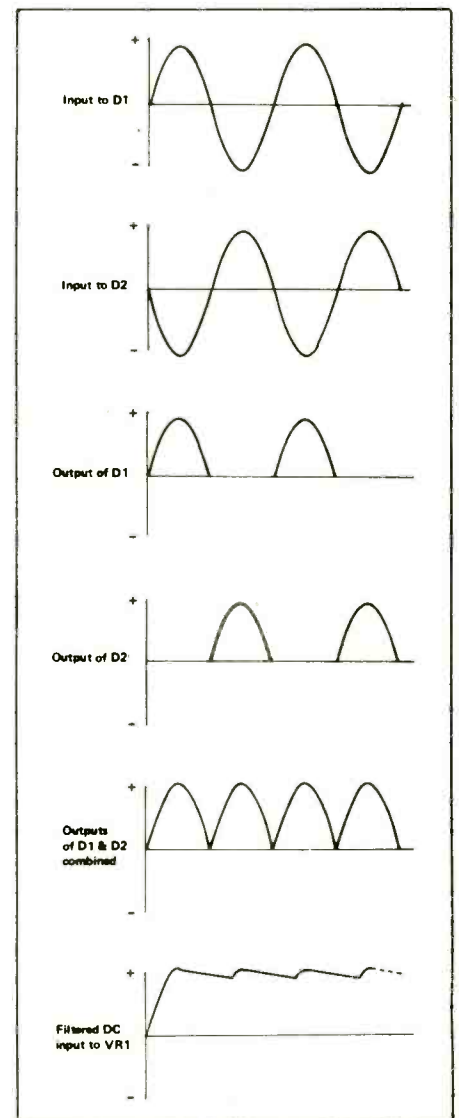 +
Input to D1
-
+
Input to D2
-
+
Output of D1
-
+
Output of D2
-
+
Outputs
of D1 & D2
combined
-
+
Filtered DC
input to VR1
-